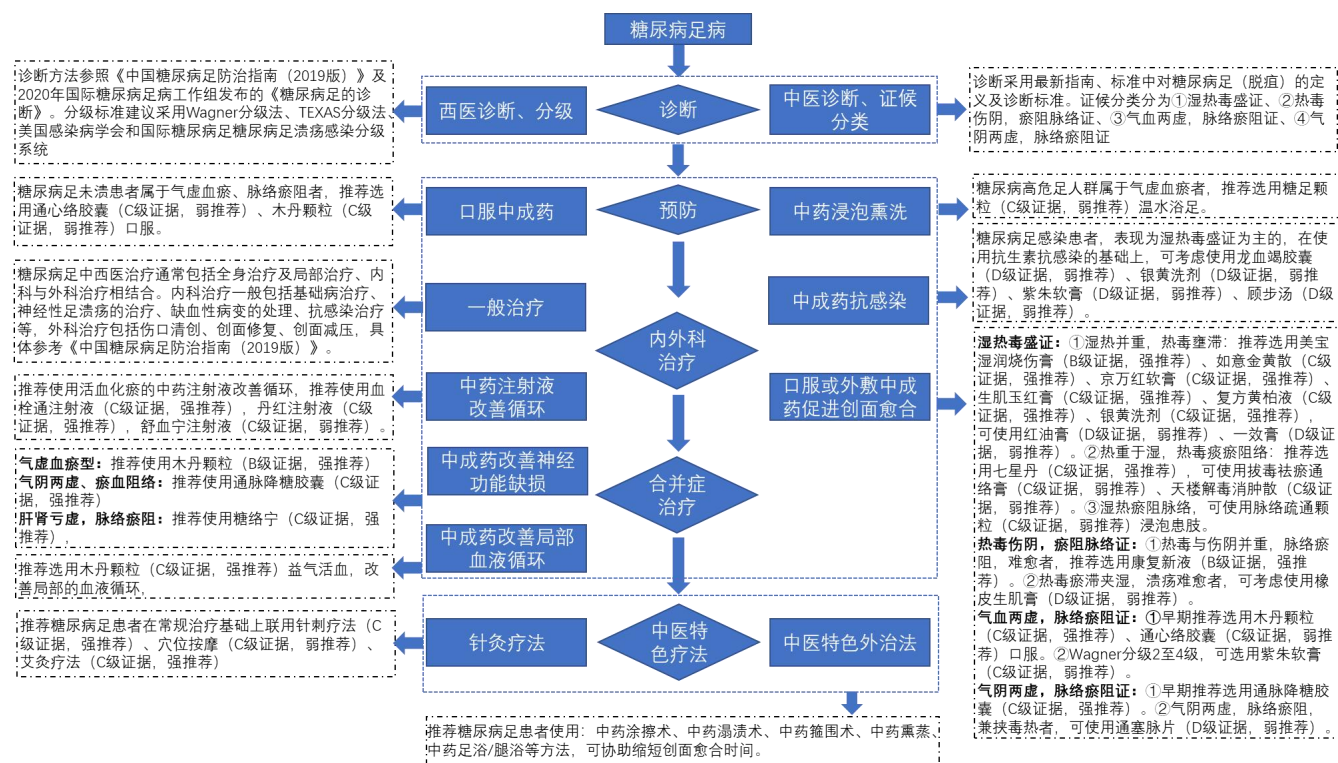 糖尿病足病
诊断方法参照《中国糖尿病足防治指南（2019版）》及
2020年国际糖尿病足病工作组发布的《糖尿病足的诊
断》。分级标准建议采用Wagner分级法、TEXAS分级法、
美国感染病学会和国际糖尿病足糖尿病足溃疡感染分级
系统
西医诊断、分级
诊断
中医诊断、证候
分类
诊断采用最新指南、标准中对糖尿病足（脱疽）的定
义及诊断标准。证候分类分为①湿热毒盛证、②热毒
伤阴，瘀阻脉络证、③气血两虚，脉络瘀阻证、④气
阴两虚，脉络瘀阻证
糖尿病足未溃患者属于气虚血瘀、脉络瘀阻者，推荐选
用通心络胶囊（C级证据，弱推荐）、木丹颗粒（C级
证据，弱推荐）口服。
口服中成药
预防
中药浸泡熏洗
糖尿病高危足人群属于气虚血瘀者，推荐选用糖足颗
粒（C级证据，弱推荐）温水浴足。
糖尿病足中西医治疗通常包括全身治疗及局部治疗、内
科与外科治疗相结合。内科治疗一般包括基础病治疗、
神经性足溃疡的治疗、缺血性病变的处理、抗感染治疗
等，外科治疗包括伤口清创、创面修复、创面减压，具
体参考《中国糖尿病足防治指南（2019版）》。
一般治疗
内外科
治疗
中成药抗感染
糖尿病足感染患者，表现为湿热毒盛证为主的，在使
用抗生素抗感染的基础上，可考虑使用龙血竭胶囊
（D级证据，弱推荐）、银黄洗剂（D级证据，弱推
荐）、紫朱软膏（D级证据，弱推荐）、顾步汤（D级
证据，弱推荐）。
推荐使用活血化瘀的中药注射液改善循环，推荐使用血
栓通注射液（C级证据，强推荐），丹红注射液（C级
证据，强推荐），舒血宁注射液（C级证据，弱推荐）。
中药注射液
改善循环
口服或外敷中成
药促进创面愈合
湿热毒盛证：①湿热并重，热毒壅滞：推荐选用美宝
湿润烧伤膏（B级证据，强推荐）、如意金黄散（C级
证据，强推荐）、京万红软膏（C级证据，强推荐）、
生肌玉红膏（C级证据，强推荐）、复方黄柏液（C级
证据，强推荐）、银黄洗剂（C级证据，强推荐），
可使用红油膏（D级证据，弱推荐）、一效膏（D级证
据，弱推荐）。②热重于湿，热毒痰瘀阻络：推荐选
用七星丹（C级证据，强推荐），可使用拔毒祛瘀通
络膏（C级证据，弱推荐）、天楼解毒消肿散（C级证
据，弱推荐）。③湿热瘀阻脉络，可使用脉络疏通颗
粒（C级证据，弱推荐）浸泡患肢。
热毒伤阴，瘀阻脉络证：①热毒与伤阴并重，脉络瘀
阻，难愈者，推荐选用康复新液（B级证据，强推
荐）。②热毒瘀滞夹湿，溃疡难愈者，可考虑使用橡
皮生肌膏（D级证据，弱推荐）。
气血两虚，脉络瘀阻证：①早期推荐选用木丹颗粒
（C级证据，强推荐）、通心络胶囊（C级证据，弱推
荐）口服。②Wagner分级2至4级，可选用紫朱软膏
（C级证据，弱推荐）。
气阴两虚，脉络瘀阻证：①早期推荐选用通脉降糖胶
囊（C级证据，强推荐）。②气阴两虚，脉络瘀阻，
兼挟毒热者，可使用通塞脉片（D级证据，弱推荐）。
气虚血瘀型：推荐使用木丹颗粒（B级证据，强推荐）
气阴两虚、瘀血阻络：推荐使用通脉降糖胶囊（C级证
据，强推荐）
肝肾亏虚，脉络瘀阻：推荐使用糖络宁（C级证据，强
推荐），
中成药改善神经
功能缺损
合并症
治疗
推荐选用木丹颗粒（C级证据，强推荐）益气活血，改
善局部的血液循环，
中成药改善局部
血液循环
推荐糖尿病足患者在常规治疗基础上联用针刺疗法（C
级证据，强推荐）、穴位按摩（C级证据，弱推荐）、
艾灸疗法（C级证据，强推荐）
针灸疗法
中医特
色疗法
中医特色外治法
推荐糖尿病足患者使用：中药涂擦术、中药溻渍术、中药箍围术、中药熏蒸、
中药足浴/腿浴等方法，可协助缩短创面愈合时间。